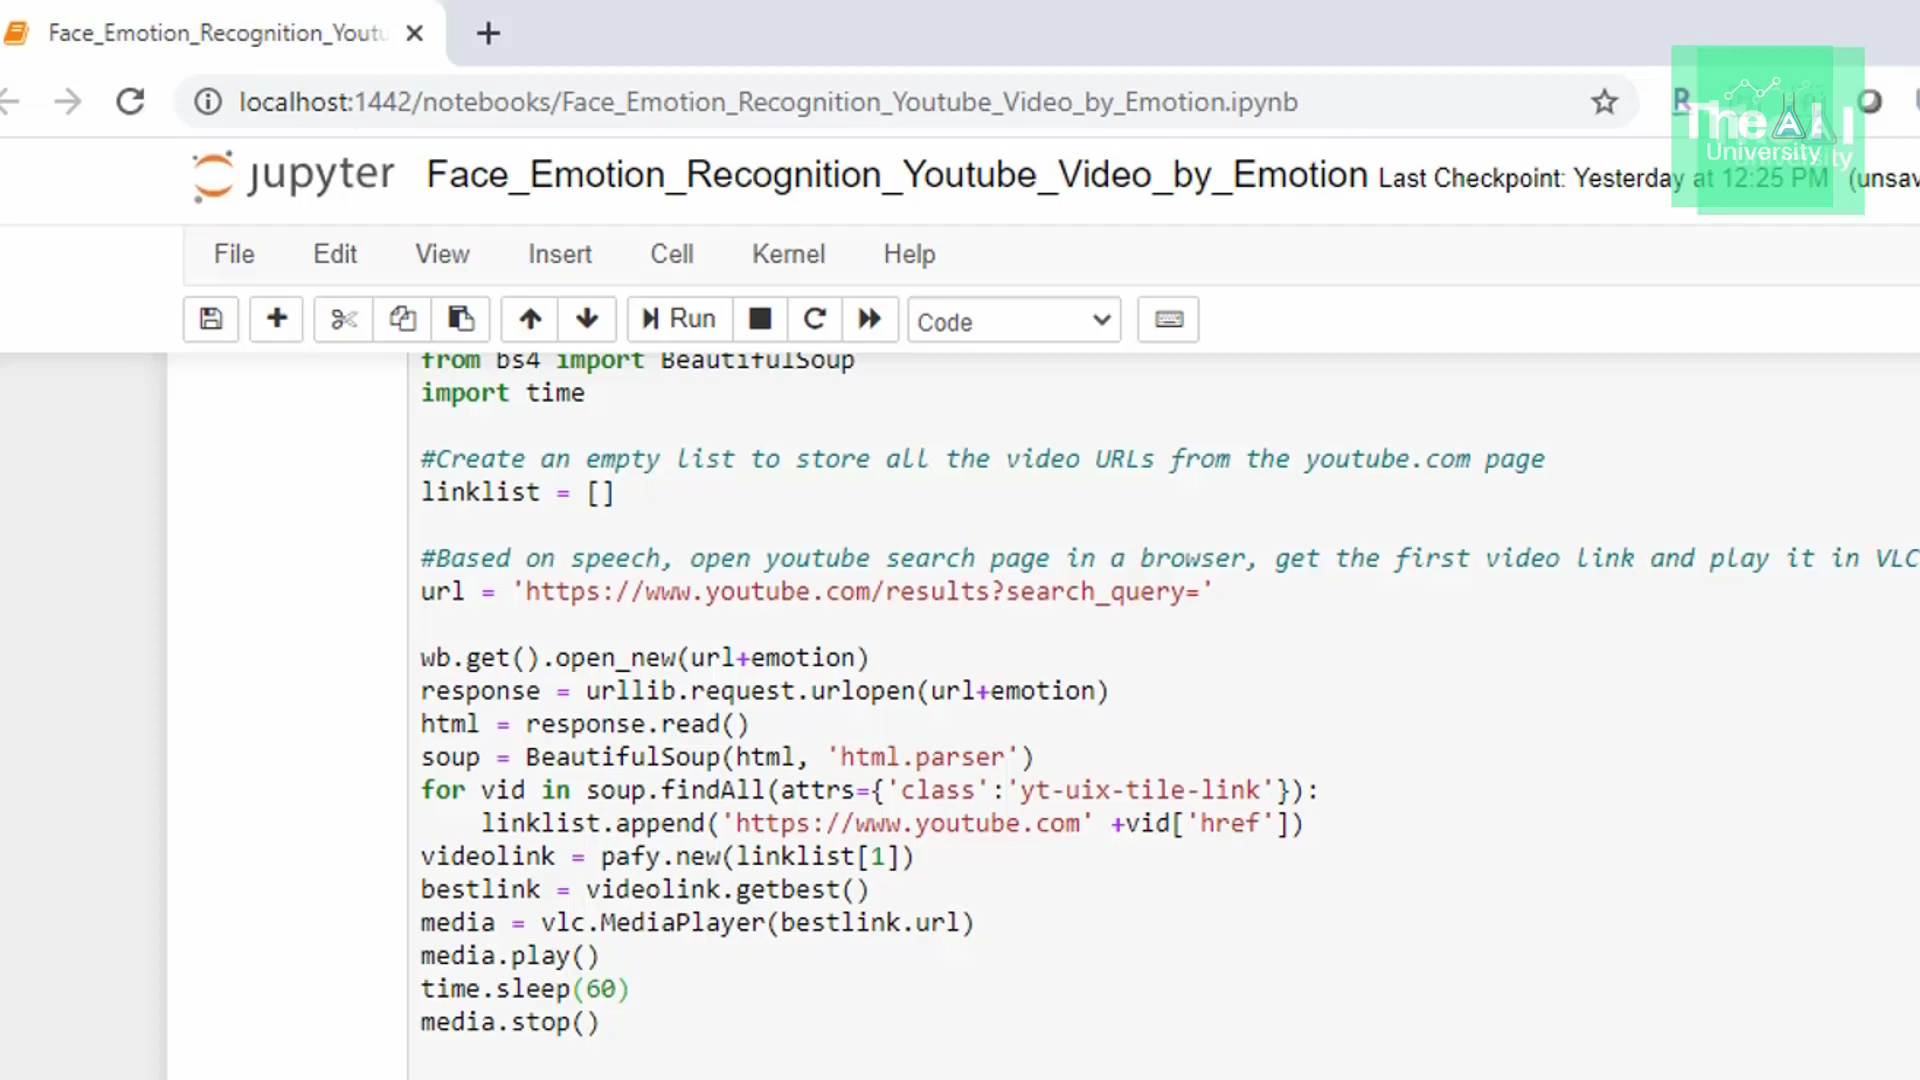 Face_Emotion_Recognition_Youtu
localhost:1442/notebooks/Face_Emotion_Recognition_Youtube_Video_by_Emotion.ipynb
The AI
University
jupyter Face_Emotion_Recognition_Youtube_Video_by_Emotion Last Checkpoint: Yesterday at 12:25 PM (unsav
File Edit View Insert Cell Kernel Help
Run Code
from bs4 import BeautifulSoup
import time
#Create an empty list to store all the video URLs from the youtube.com page
linklist = []
#Based on speech, open youtube search page in a browser, get the first video link and play it in VLC
url = 'https://www.youtube.com/results?search_query='
wb.get().open_new(url+emotion)
response = urllib.request.urlopen(url+emotion)
html = response.read()
soup = BeautifulSoup(html, 'html.parser')
for vid in soup.findAll(attrs={'class':'yt-uix-tile-link'}):
    linklist.append('https://www.youtube.com' +vid['href'])
videolink = pafy.new(linklist[1])
bestlink = videolink.getbest()
media = vlc.MediaPlayer(bestlink.url)
media.play()
time.sleep(60)
media.stop()